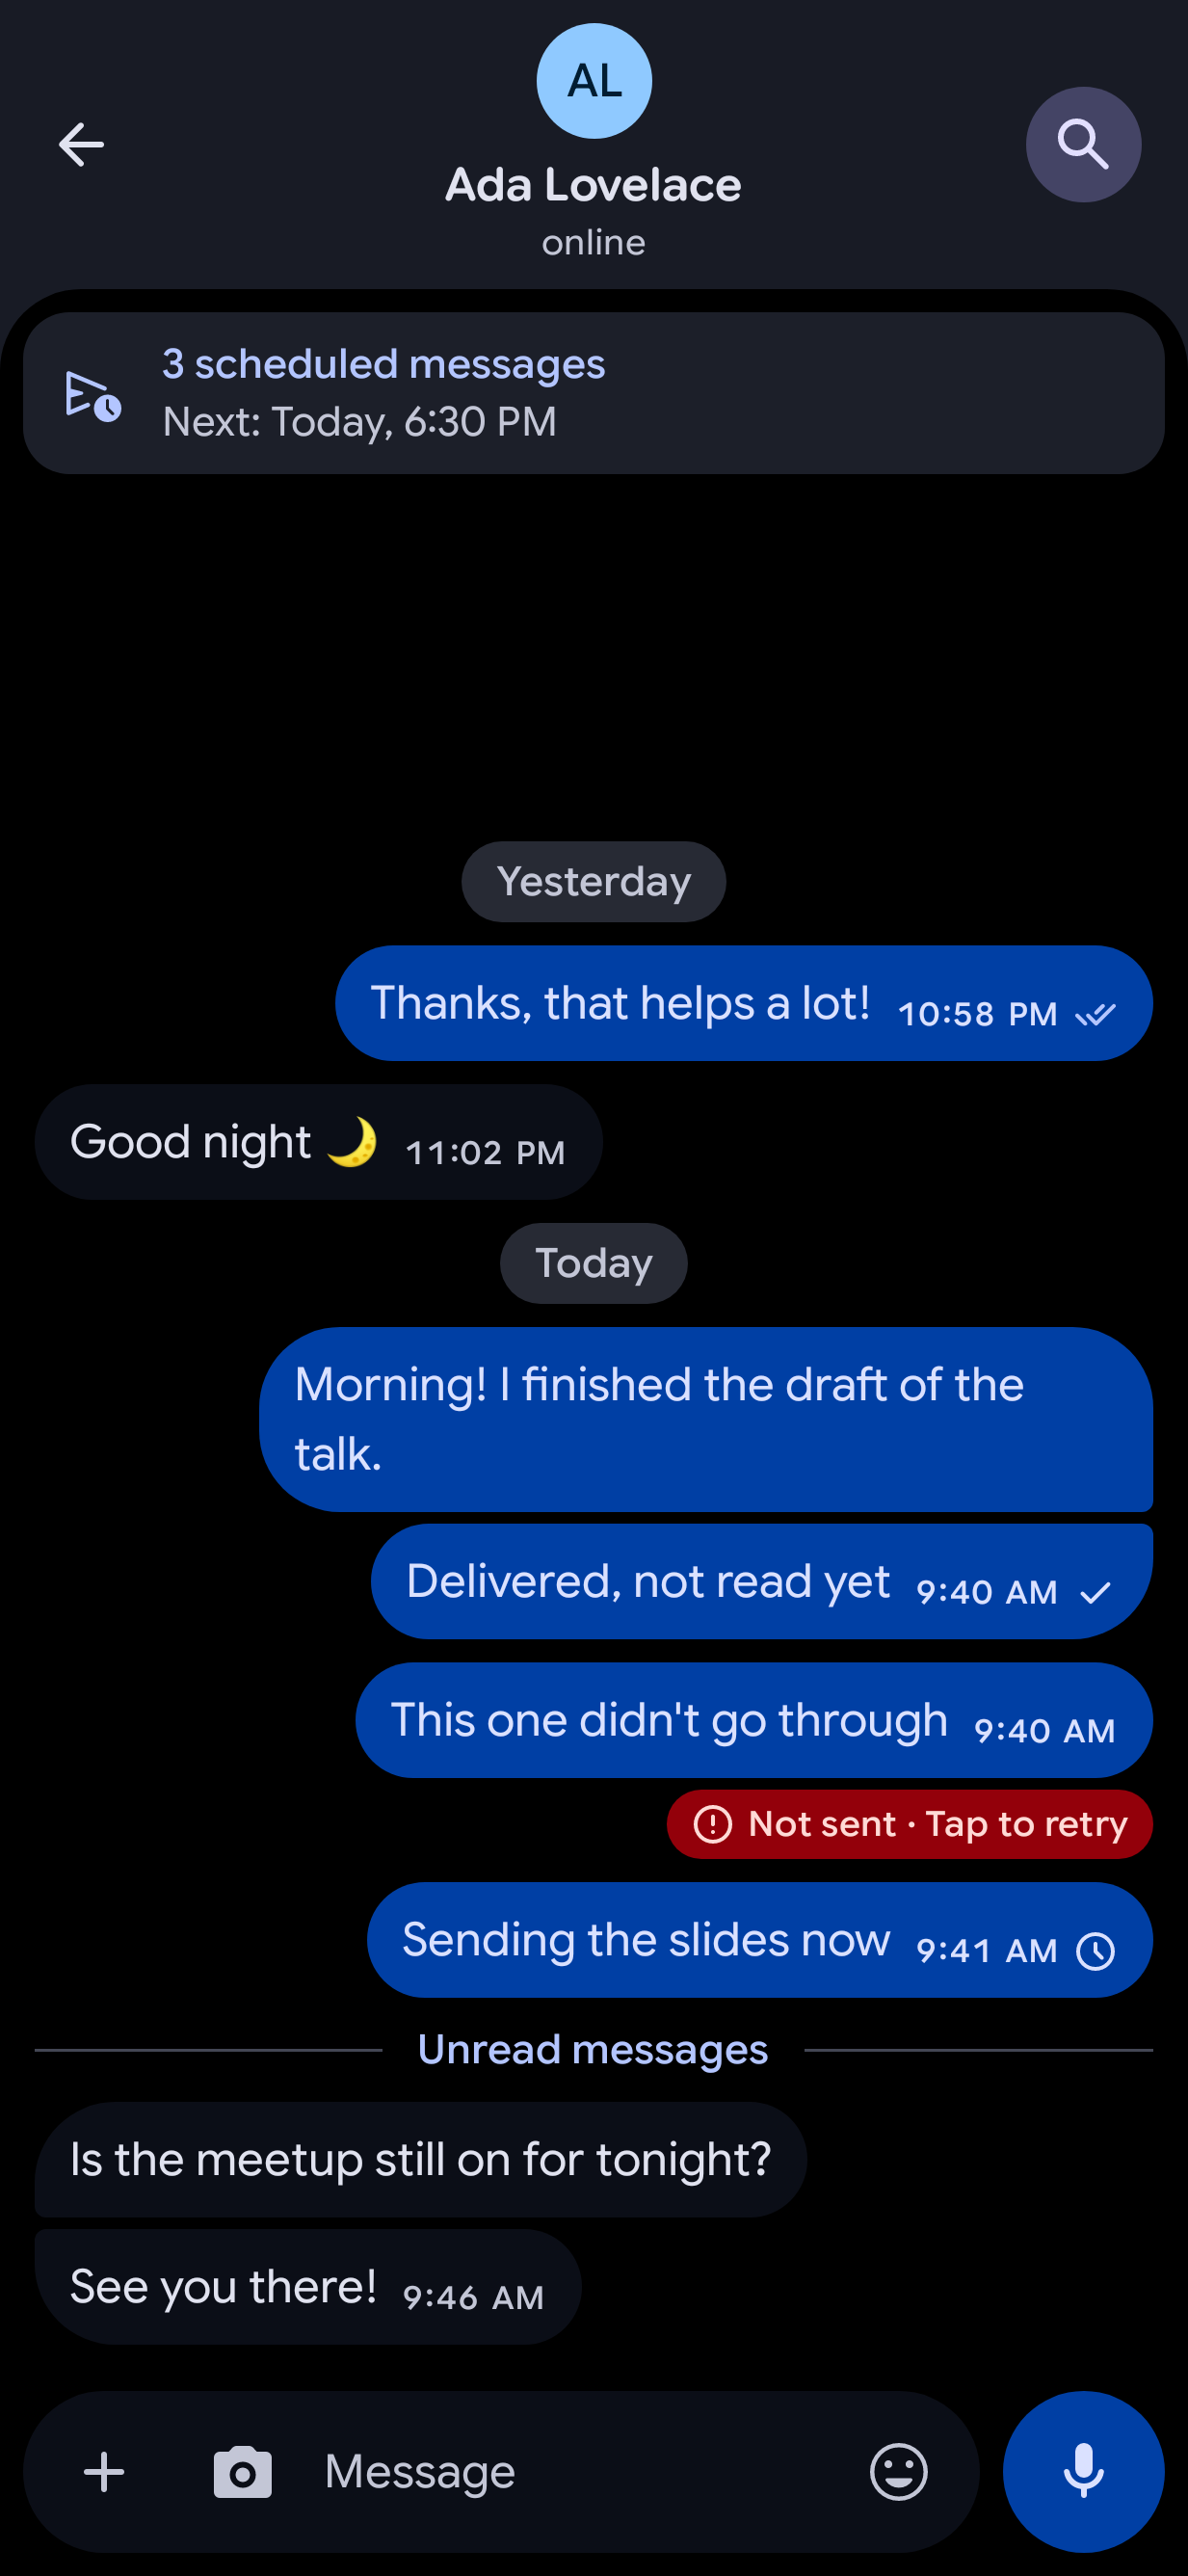 AL
Ada Lovelace
online
3 scheduled messages
Next: Today, 6:30 PM
Yesterday
Thanks, that helps a lot! 10:58 PM
Good night 🌙 11:02 PM
Today
Morning! I finished the draft of the
talk.
Delivered, not read yet 9:40 AM
This one didn't go through 9:40 AM
Not sent · Tap to retry
Sending the slides now 9:41 AM
Unread messages
Is the meetup still on for tonight?
See you there! 9:46 AM
Message